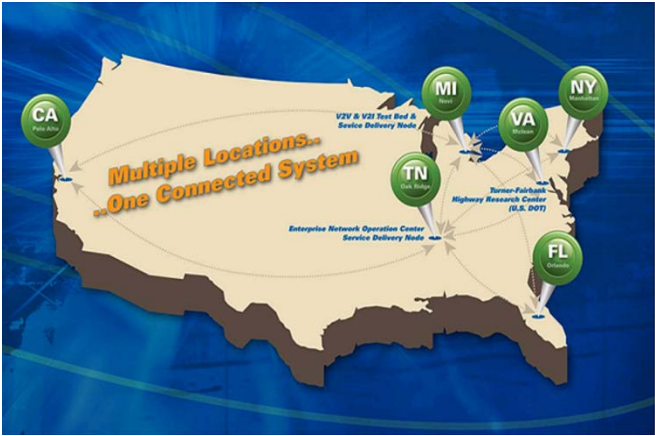 CA
Palo Alto
MI
Novi
VA
Mclean
NY
Manhattan
V2V & V2I Test Bed &
Sevice Delivery Node
Multiple Locations..
..One Connected System
TN
Oak Ridge
Turner-Fairbank
Highway Research Center
(U.S. DOT)
Enterprise Network Operation Center
Service Delivery Node
FL
Orlando